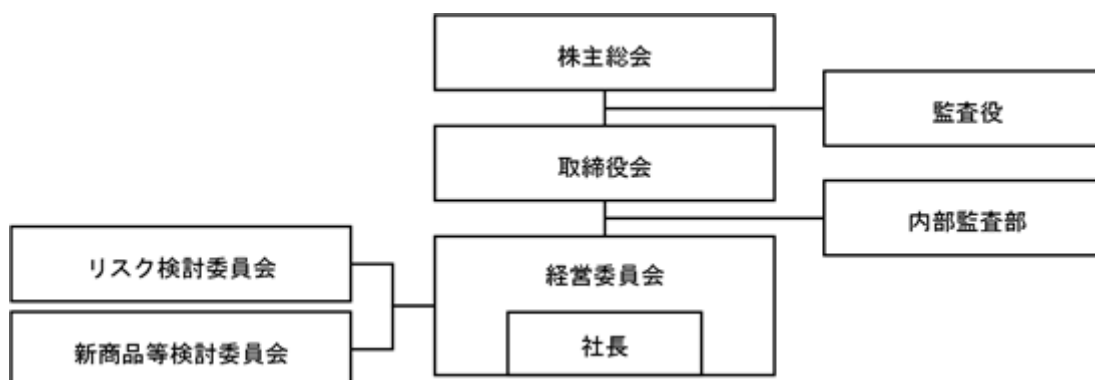 株主総会
監査役
取締役会
内部監査部
リスク検討委員会
経営委員会
新商品等検討委員会
社長